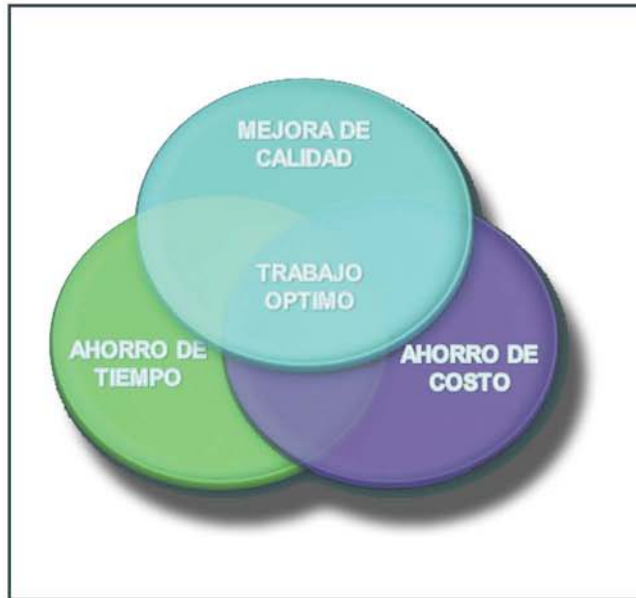 MEJORA DE
CALIDAD
TRABAJO
OPTIMO
AHORRO DE
TIEMPO
AHORRO DE
COSTO